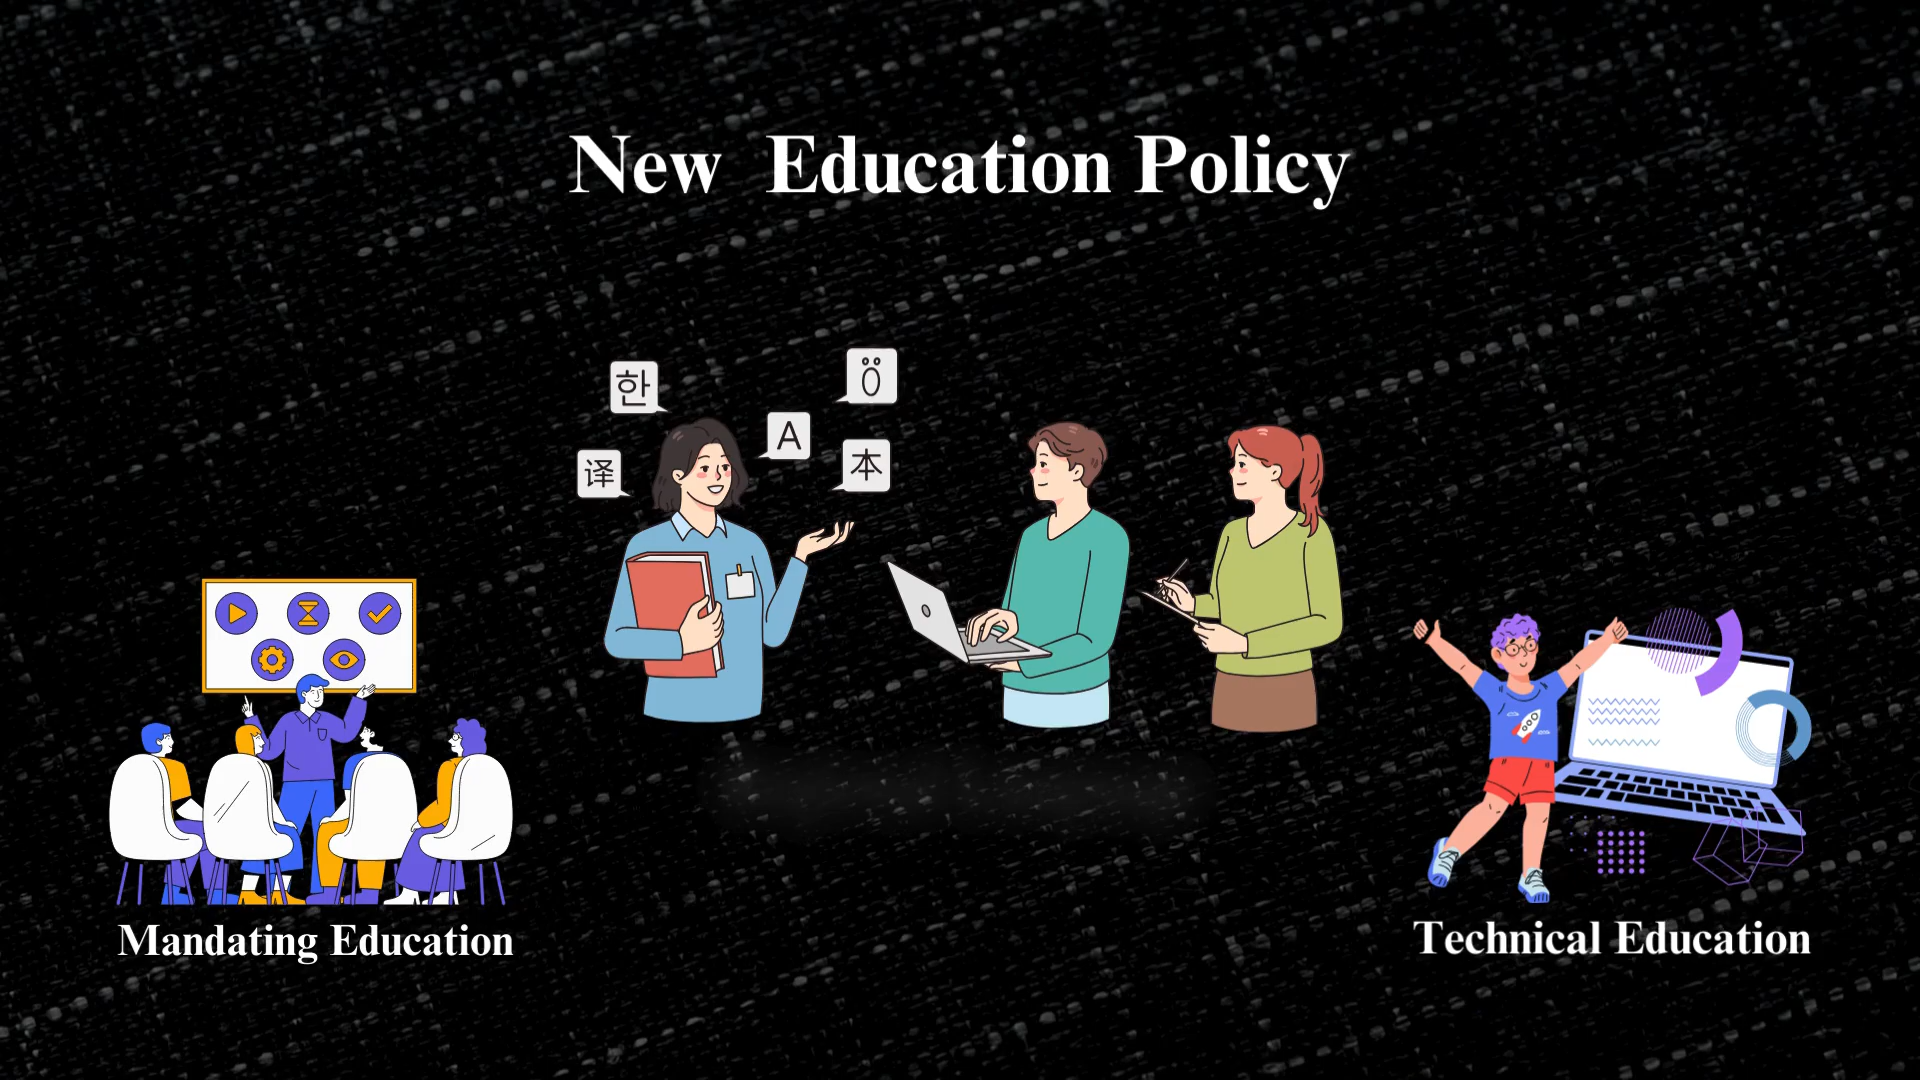 New Education Policy
한
Ö
A
译
本
Mandating Education
Technical Education